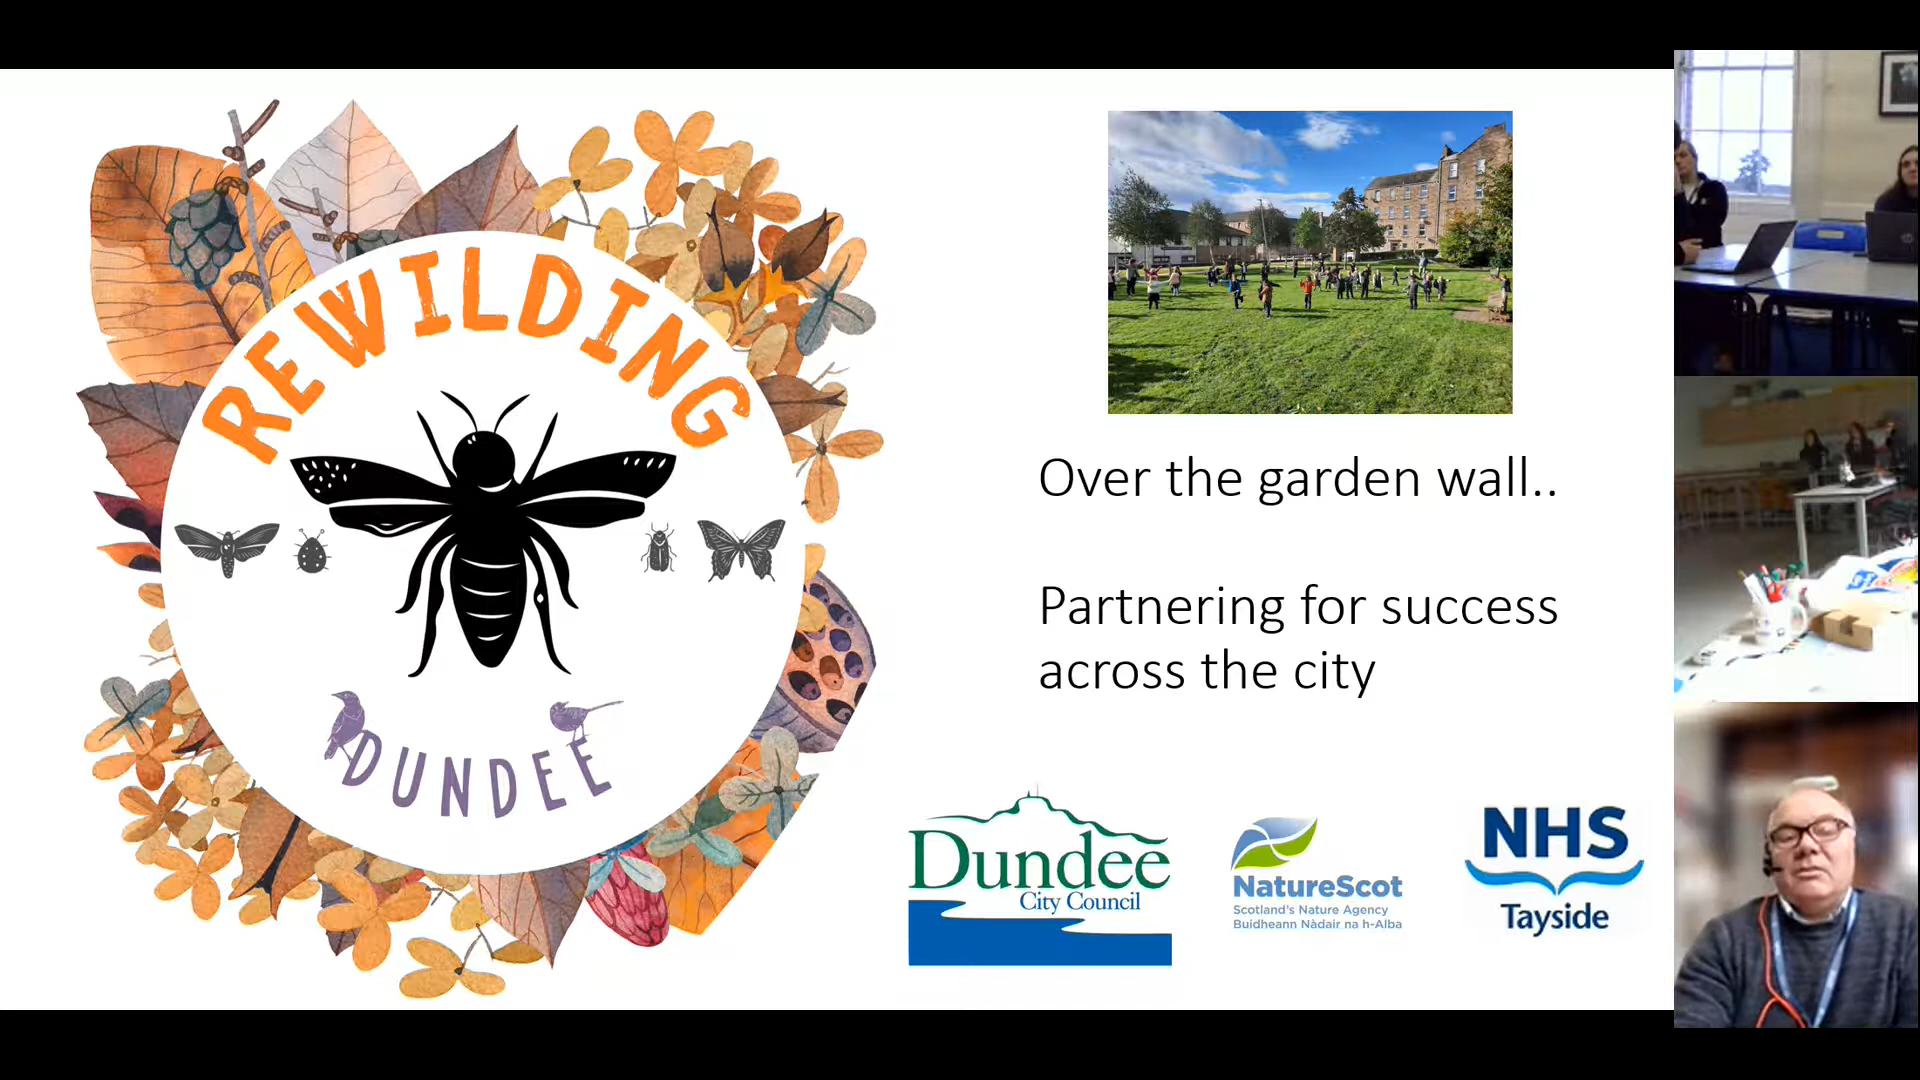 REWILDING
DUNDEE
Over the garden wall..
Partnering for success
across the city
Dundee
City Council
NatureScot
Scotland's Nature Agency
Buidheann Nàdair na h-Alba
NHS
Tayside